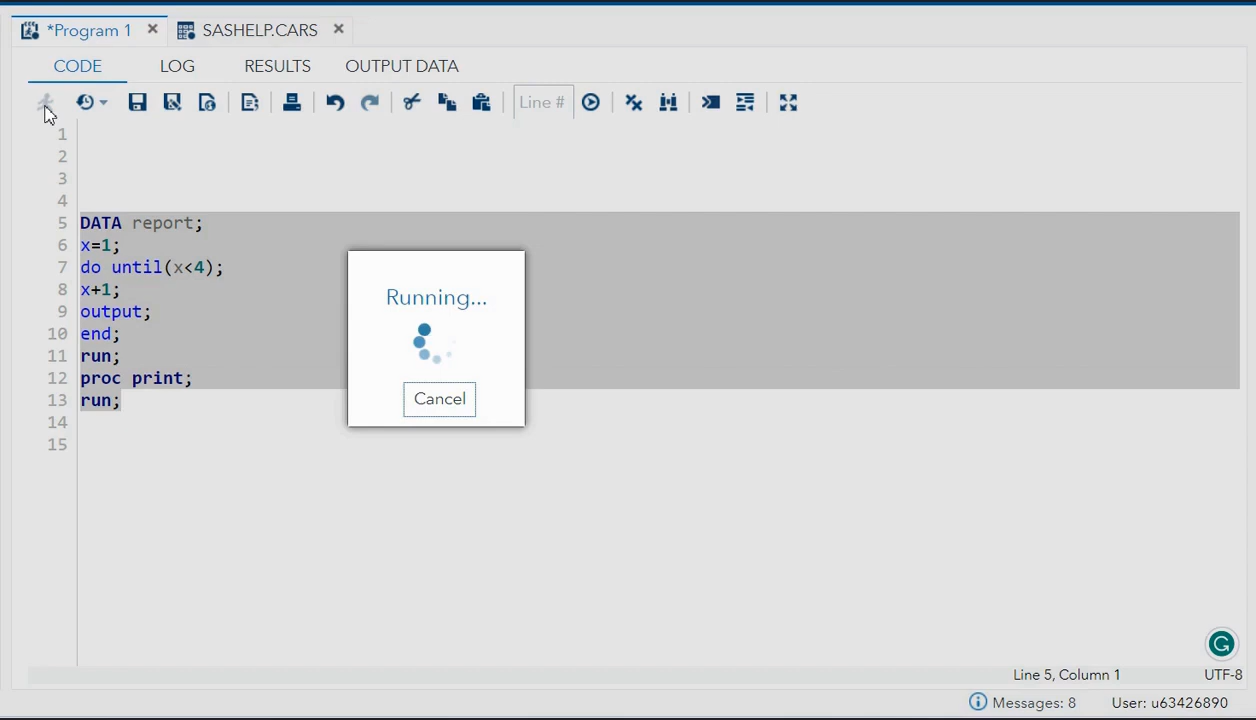 *Program 1 × SASHELP.CARS ×
CODE LOG RESULTS OUTPUT DATA
Line #
1
2
3
4
5 DATA report;
6 x=1;
7 do until(x<4);
8 x+1;
9 output;
10 end;
11 run;
12 proc print;
13 run;
14
15
Running...
Cancel
Line 5, Column 1 UTF-8
Messages: 8 User: u63426890